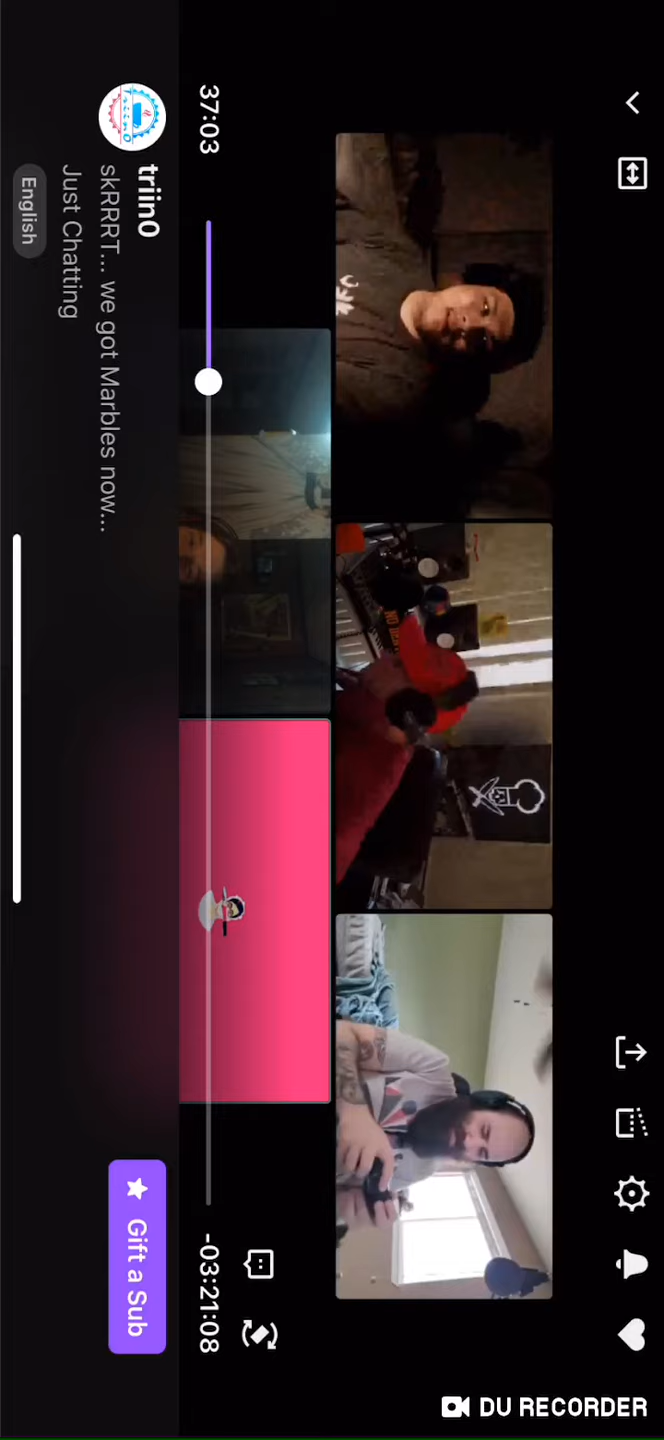 37:03
-03:21:08
triin0
skRRRT... we got Marbles now...
Just Chatting
English
Gift a Sub
DU RECORDER